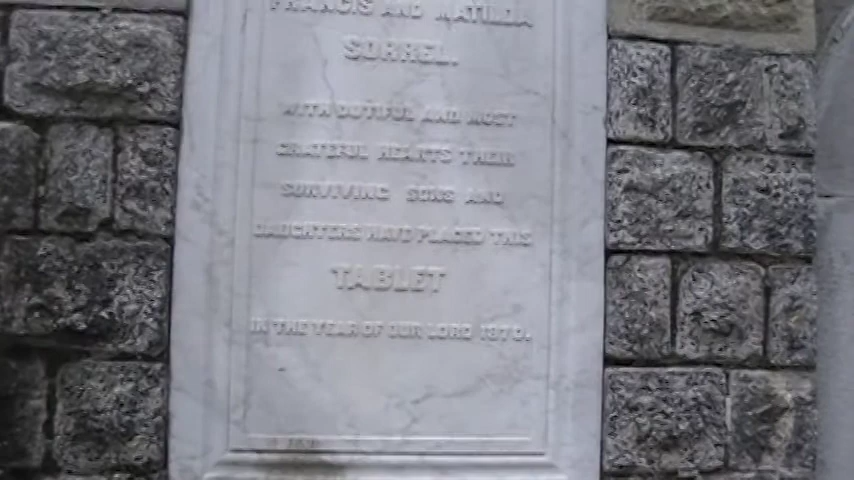 FRANCIS AND MATILDA
SORREL.
WITH DUTIFUL AND MOST
GRATEFUL HEARTS THEIR
SURVIVING SONS AND
DAUGHTERS HAVE PLACED THIS
TABLET
IN THE YEAR OF OUR LORD 1870.